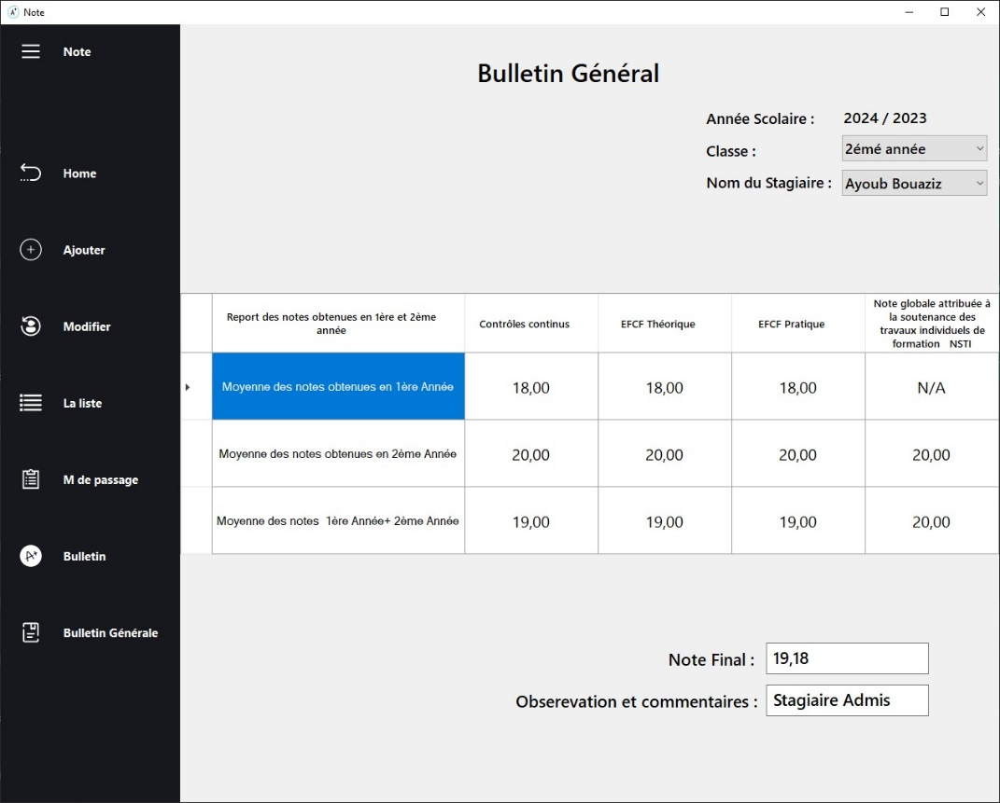 Note
Note
Home
Ajouter
Modifier
La liste
M de passage
Bulletin
Bulletin Générale
Bulletin Général
Année Scolaire : 2024 / 2023
Classe : 2émé année
Nom du Stagiaire : Ayoub Bouaziz
Report des notes obtenues en 1ère et 2ème
année
Contrôles continus
EFCF Théorique
EFCF Pratique
Note globale attribuée à
la soutenance des
travaux individuels de
formation NSTI
Moyenne des notes obtenues en 1ère Année 18,00 18,00 18,00 N/A
Moyenne des notes obtenues en 2ème Année 20,00 20,00 20,00 20,00
Moyenne des notes 1ère Année+ 2ème Année 19,00 19,00 19,00 20,00
Note Final : 19,18
Obserevation et commentaires : Stagiaire Admis